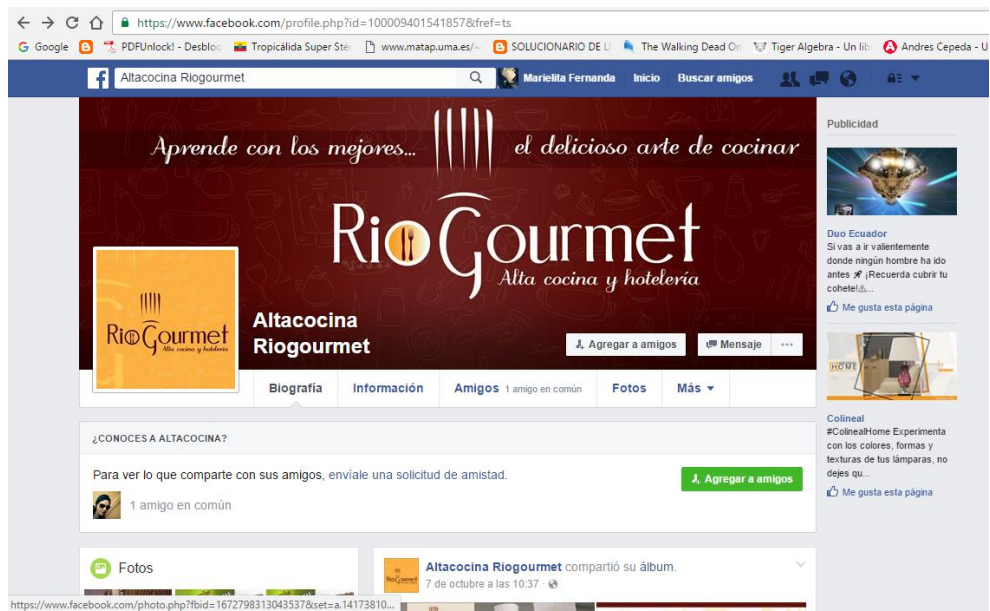 https://www.facebook.com/profile.php?id=100009401541857&fref=ts
Google PDFUnlock! - Desbloq Tropicálida Super Sté www.matap.uma.es/~ SOLUCIONARIO DE LI The Walking Dead On Tiger Algebra - Un lib Andres Cepeda - U
Altacocina Riogourmet Marielita Fernanda Inicio Buscar amigos
Aprende con los mejores... el delicioso arte de cocinar
RioGourmet
Alta cocina y hotelería
RioGourmet
Alta cocina y hotelería
Altacocina
Riogourmet
Agregar a amigos Mensaje ...
Biografía Información Amigos 1 amigo en común Fotos Más
¿CONOCES A ALTACOCINA?
Para ver lo que comparte con sus amigos, envíale una solicitud de amistad.
1 amigo en común
Agregar a amigos
Fotos
RioGourmet
Altacocina Riogourmet compartió su álbum.
7 de octubre a las 10:37 ·
https://www.facebook.com/photo.php?fbid=1672798313043537&set=a.14173810...
Publicidad
Duo Ecuador
Si vas a ir valientemente
donde ningún hombre ha ido
antes 🚀 ¡Recuerda cubrir tu
cohete!⚠...
Me gusta esta página
HOME
Colineal
#ColinealHome Experimenta
con los colores, formas y
texturas de tus lámparas, no
dejes qu...
Me gusta esta página